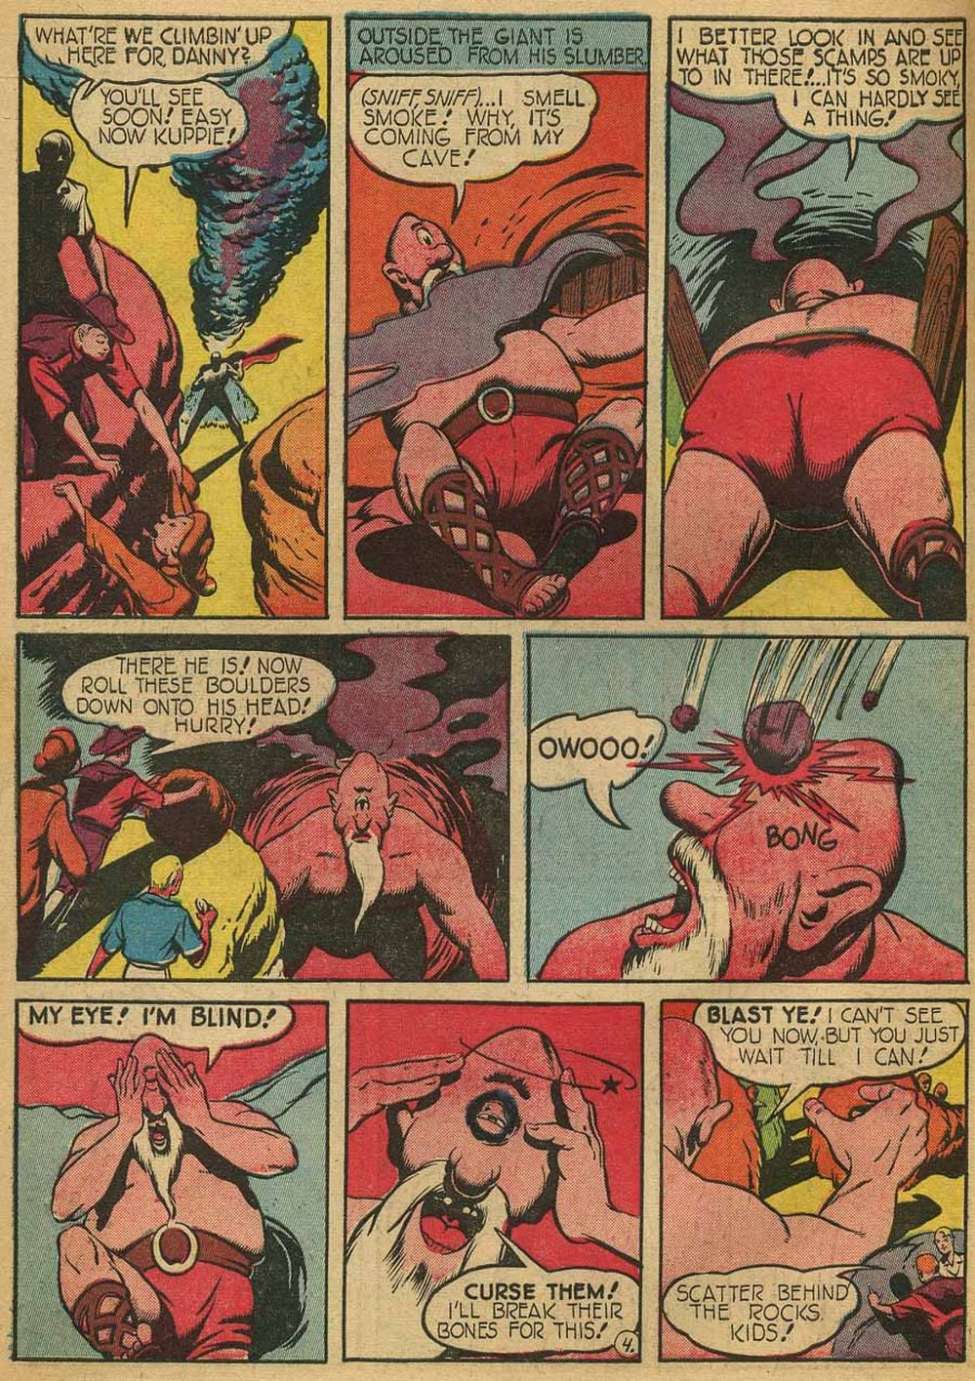 WHAT'RE WE CLIMBIN' UP
HERE FOR, DANNY?
YOU'LL SEE
SOON! EASY
NOW KUPPIE!
OUTSIDE THE GIANT IS
AROUSED FROM HIS SLUMBER.
(SNIFF, SNIFF)...I SMELL
SMOKE! WHY, IT'S
COMING FROM MY
CAVE!
I BETTER LOOK IN AND SEE
WHAT THOSE SCAMPS ARE UP
TO IN THERE!...IT'S SO SMOKY,
I CAN HARDLY SEE
A THING!
THERE HE IS! NOW
ROLL THESE BOULDERS
DOWN ONTO HIS HEAD!
HURRY!
OWOOO!
BONG
MY EYE! I'M BLIND!
CURSE THEM!
I'LL BREAK THEIR
BONES FOR THIS!
4.
BLAST YE! I CAN'T SEE
YOU NOW, BUT YOU JUST
WAIT TILL I CAN!
SCATTER BEHIND
THE ROCKS,
KIDS!